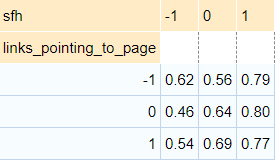 sfh -1 0 1
links_pointing_to_page
-1 0.62 0.56 0.79
0 0.46 0.64 0.80
1 0.54 0.69 0.77